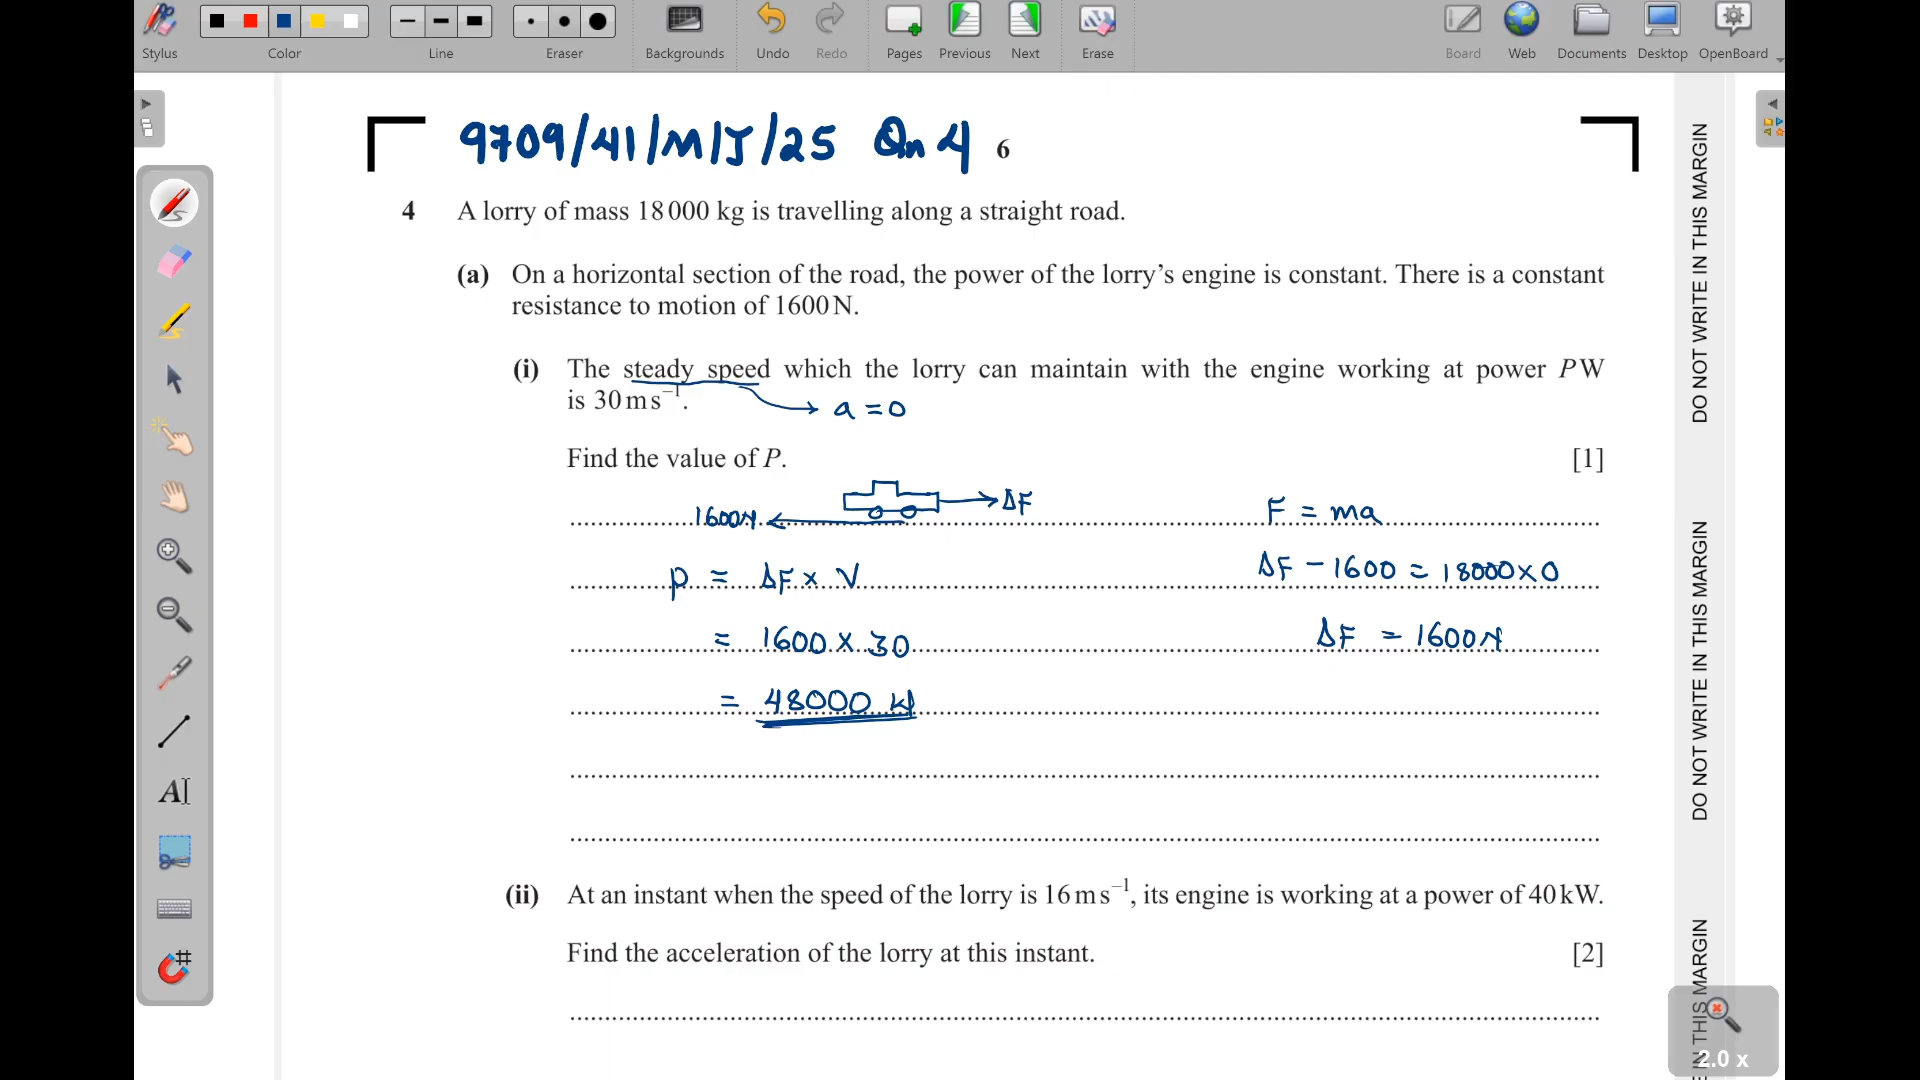 Stylus Color Line Eraser Backgrounds Undo Redo Pages Previous Next Erase Board Web Documents Desktop OpenBoard
9709/41/M/J/25 Qn 4 6
4 A lorry of mass 18 000 kg is travelling along a straight road.
(a) On a horizontal section of the road, the power of the lorry's engine is constant. There is a constant
resistance to motion of 1600 N.
(i) The steady speed which the lorry can maintain with the engine working at power P W
is 30 m s⁻¹.
a = 0
Find the value of P. [1]
1600N ΔF F = ma
P = ΔF × V ΔF − 1600 = 18000 × 0
= 1600 × 30 ΔF = 1600N
= 48000 W
(ii) At an instant when the speed of the lorry is 16 m s⁻¹, its engine is working at a power of 40 kW.
Find the acceleration of the lorry at this instant. [2]
DO NOT WRITE IN THIS MARGIN
DO NOT WRITE IN THIS MARGIN
E IN THIS MARGIN
2.0 x